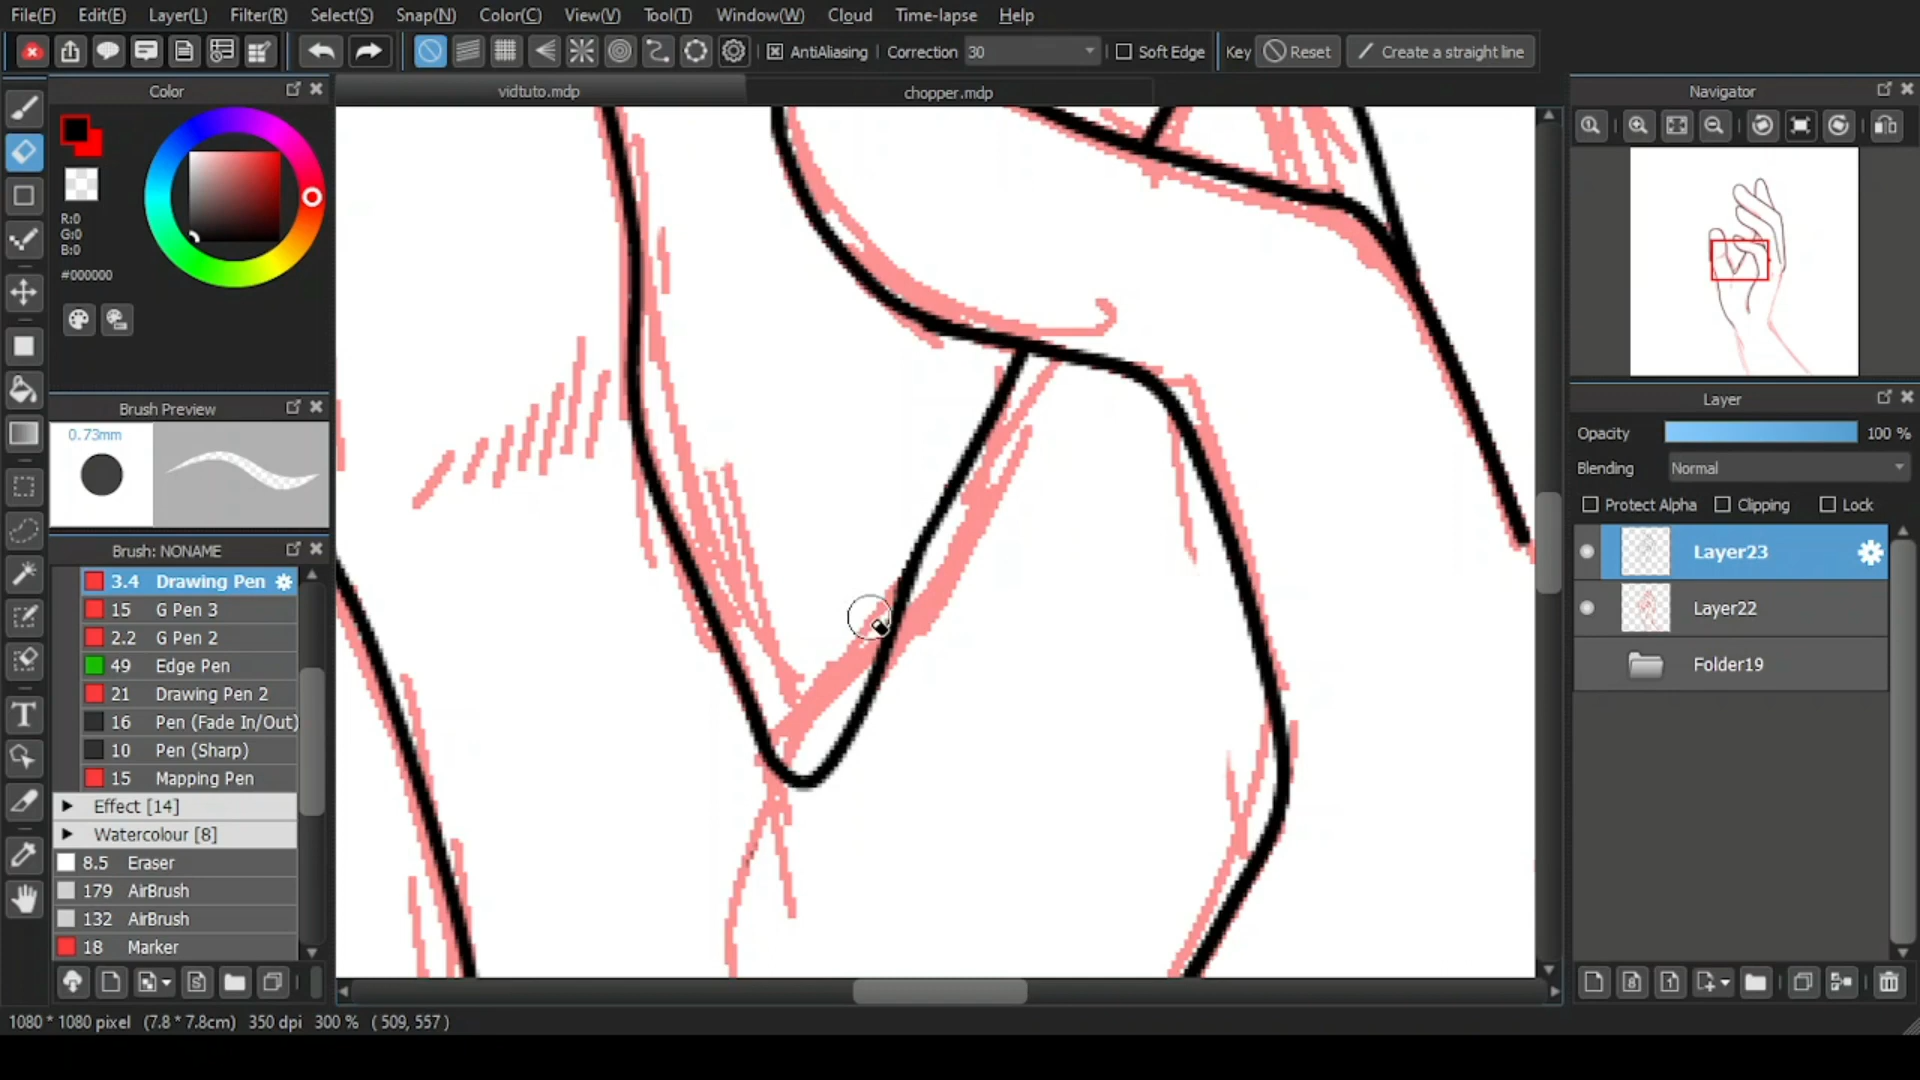 File(F) Edit(E) Layer(L) Filter(R) Select(S) Snap(N) Color(C) View(V) Tool(T) Window(W) Cloud Time-lapse Help
AntiAliasing Correction 30 Soft Edge Key Reset Create a straight line
Color
vidtuto.mdp
chopper.mdp
Navigator
R:0
G:0
B:0
#000000
Brush Preview
0.73mm
Brush: NONAME
3.4 Drawing Pen
15 G Pen 3
2.2 G Pen 2
49 Edge Pen
21 Drawing Pen 2
16 Pen (Fade In/Out)
10 Pen (Sharp)
15 Mapping Pen
Effect [14]
Watercolour [8]
8.5 Eraser
179 AirBrush
132 AirBrush
18 Marker
Layer
Opacity 100 %
Blending Normal
Protect Alpha Clipping Lock
Layer23
Layer22
Folder19
1080 * 1080 pixel (7.8 * 7.8cm) 350 dpi 300 % ( 509, 557 )